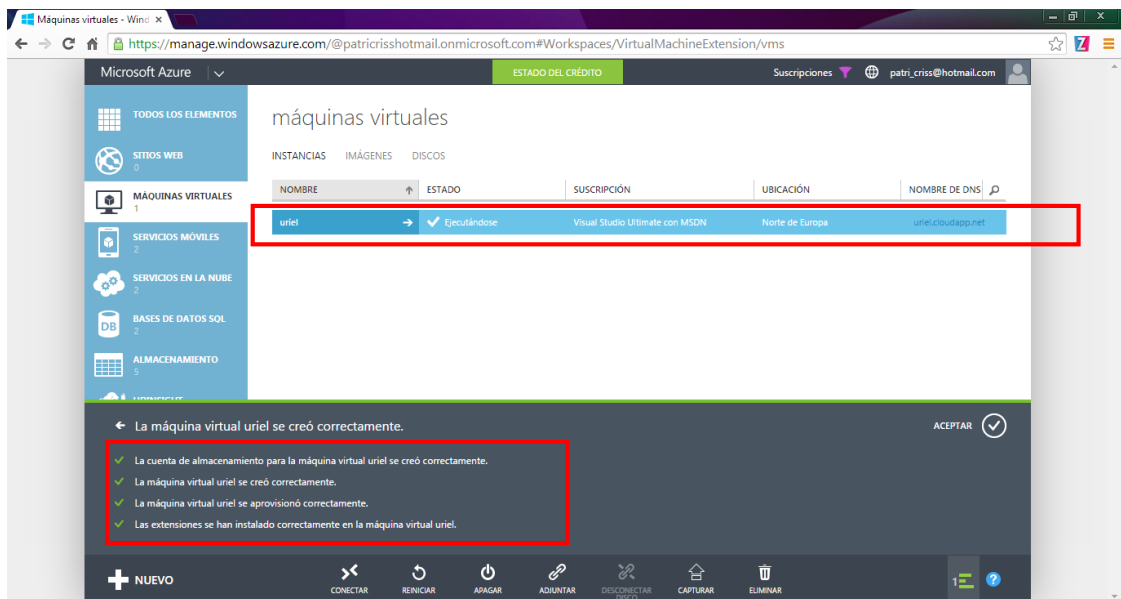 Máquinas virtuales - Wind
https://manage.windowsazure.com/@patricrisshotmail.onmicrosoft.com#Workspaces/VirtualMachineExtension/vms
Microsoft Azure
ESTADO DEL CRÉDITO
Suscripciones
patri_criss@hotmail.com
TODOS LOS ELEMENTOS
SITIOS WEB
0
MÁQUINAS VIRTUALES
1
SERVICIOS MÓVILES
2
SERVICIOS EN LA NUBE
2
BASES DE DATOS SQL
2
DB
ALMACENAMIENTO
5
máquinas virtuales
INSTANCIAS IMÁGENES DISCOS
NOMBRE ESTADO SUSCRIPCIÓN UBICACIÓN NOMBRE DE DNS
uriel Ejecutándose Visual Studio Ultimate con MSDN Norte de Europa uriel.cloudapp.net
La máquina virtual uriel se creó correctamente.
ACEPTAR
La cuenta de almacenamiento para la máquina virtual uriel se creó correctamente.
La máquina virtual uriel se creó correctamente.
La máquina virtual uriel se aprovisionó correctamente.
Las extensiones se han instalado correctamente en la máquina virtual uriel.
NUEVO
CONECTAR
REINICIAR
APAGAR
ADJUNTAR
DESCONECTAR
DISCO
CAPTURAR
ELIMINAR
1
?